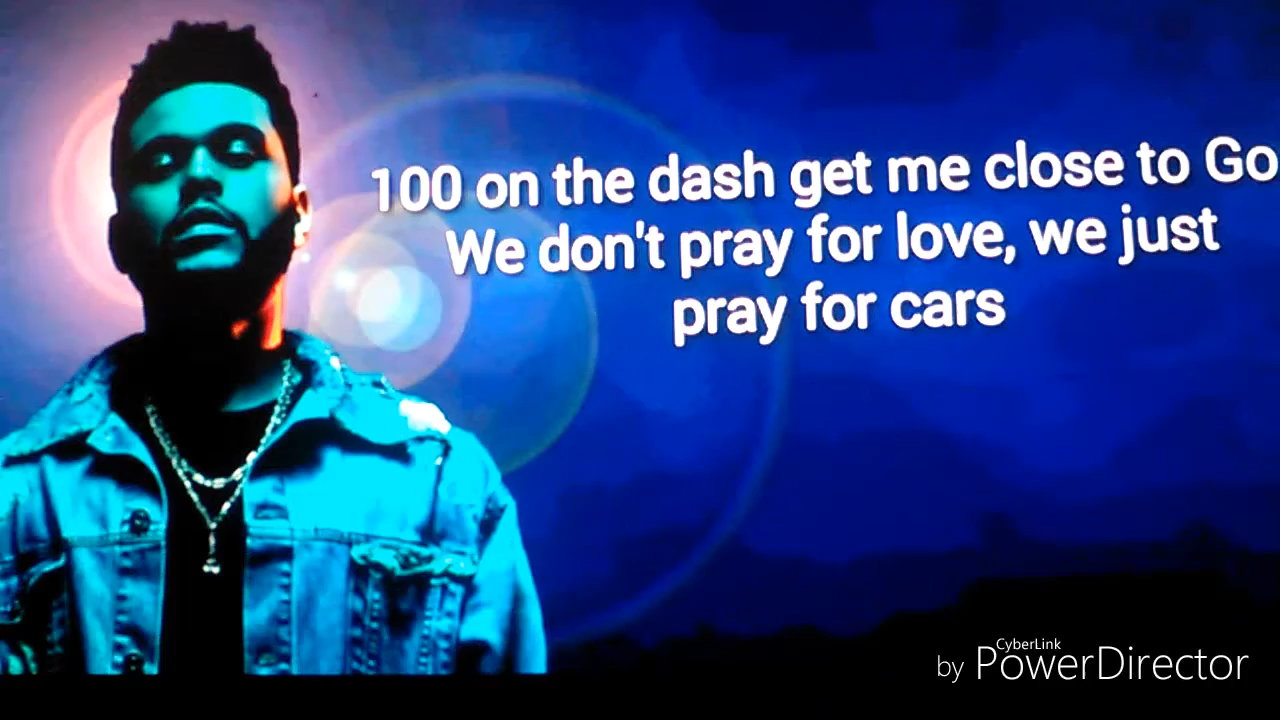 100 on the dash get me close to Go
We don't pray for love, we just
pray for cars
CyberLink
by PowerDirector